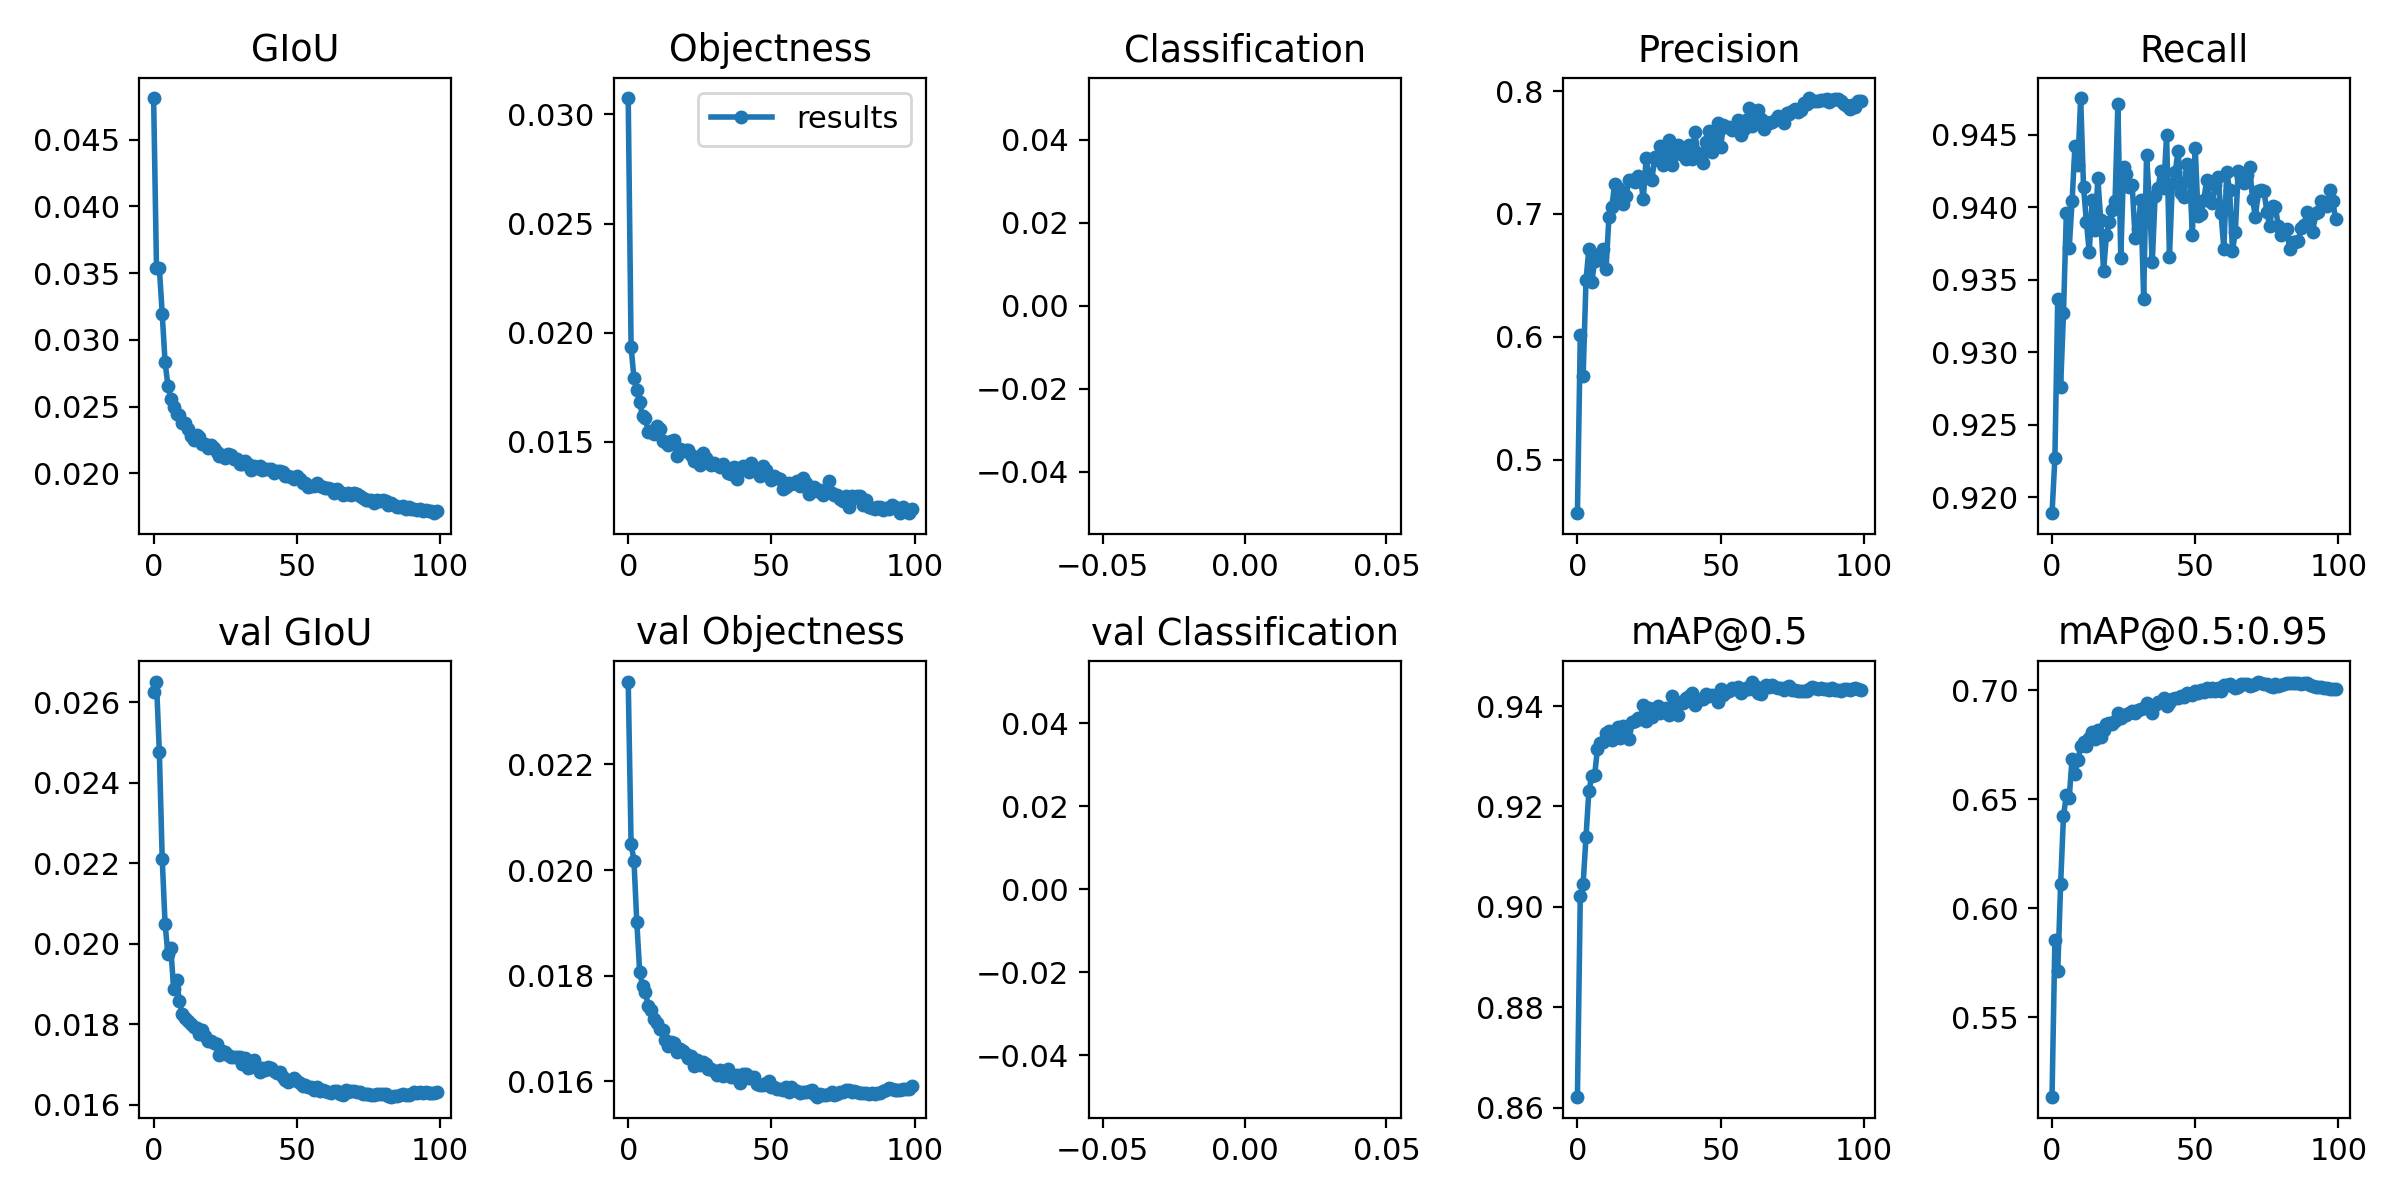 GIoU
0.045
0.040
0.035
0.030
0.025
0.020
0 50 100
Objectness
results
0.030
0.025
0.020
0.015
0 50 100
Classification
0.04
0.02
0.00
−0.02
−0.04
−0.05 0.00 0.05
Precision
0.8
0.7
0.6
0.5
0 50 100
Recall
0.945
0.940
0.935
0.930
0.925
0.920
0 50 100
val GIoU
0.026
0.024
0.022
0.020
0.018
0.016
0 50 100
val Objectness
0.022
0.020
0.018
0.016
0 50 100
val Classification
0.04
0.02
0.00
−0.02
−0.04
−0.05 0.00 0.05
mAP@0.5
0.94
0.92
0.90
0.88
0.86
0 50 100
mAP@0.5:0.95
0.70
0.65
0.60
0.55
0 50 100